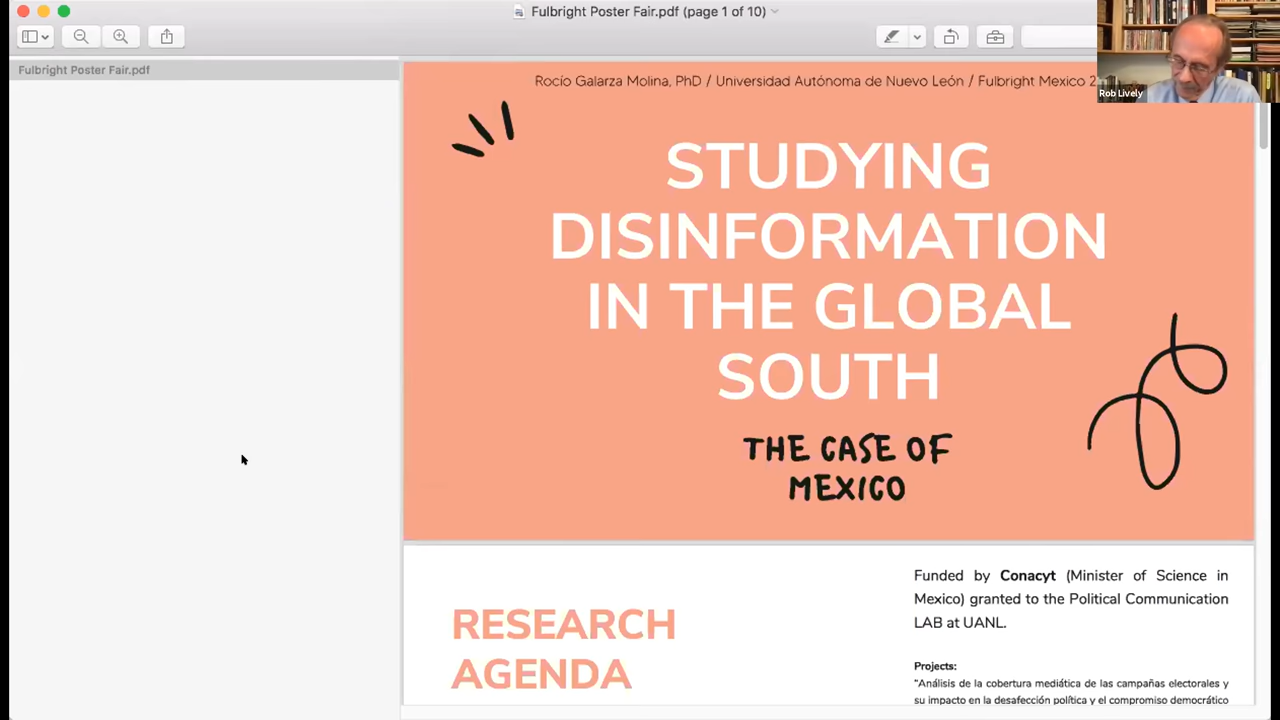 Fulbright Poster Fair.pdf (page 1 of 10)
Rob Lively
Fulbright Poster Fair.pdf
Rocío Galarza Molina, PhD / Universidad Autónoma de Nuevo León / Fulbright Mexico 2
STUDYING
DISINFORMATION
IN THE GLOBAL
SOUTH
THE CASE OF
MEXICO
RESEARCH
AGENDA
Funded by Conacyt (Minister of Science in
Mexico) granted to the Political Communication
LAB at UANL.
Projects:
“Análisis de la cobertura mediática de las campañas electorales y
su impacto en la desafección política y el compromiso democrático